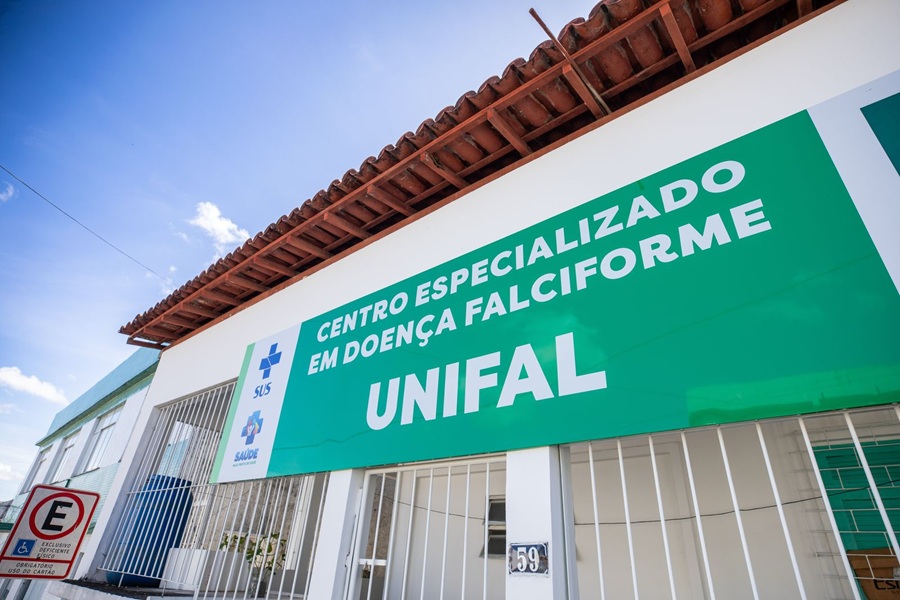 CENTRO ESPECIALIZADO
EM DOENÇA FALCIFORME
UNIFAL
SUS
SAÚDE
E
EXCLUSIVO
DEFICIENTE
FÍSICO
OBRIGATÓRIO
USO DO CARTÃO
59